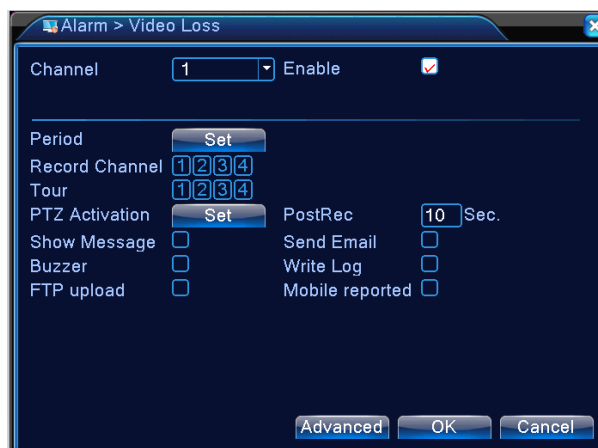 Alarm > Video Loss
Channel 1 Enable
Period Set
Record Channel 1 2 3 4
Tour 1 2 3 4
PTZ Activation Set PostRec 10 Sec.
Show Message Send Email
Buzzer Write Log
FTP upload Mobile reported
Advanced OK Cancel